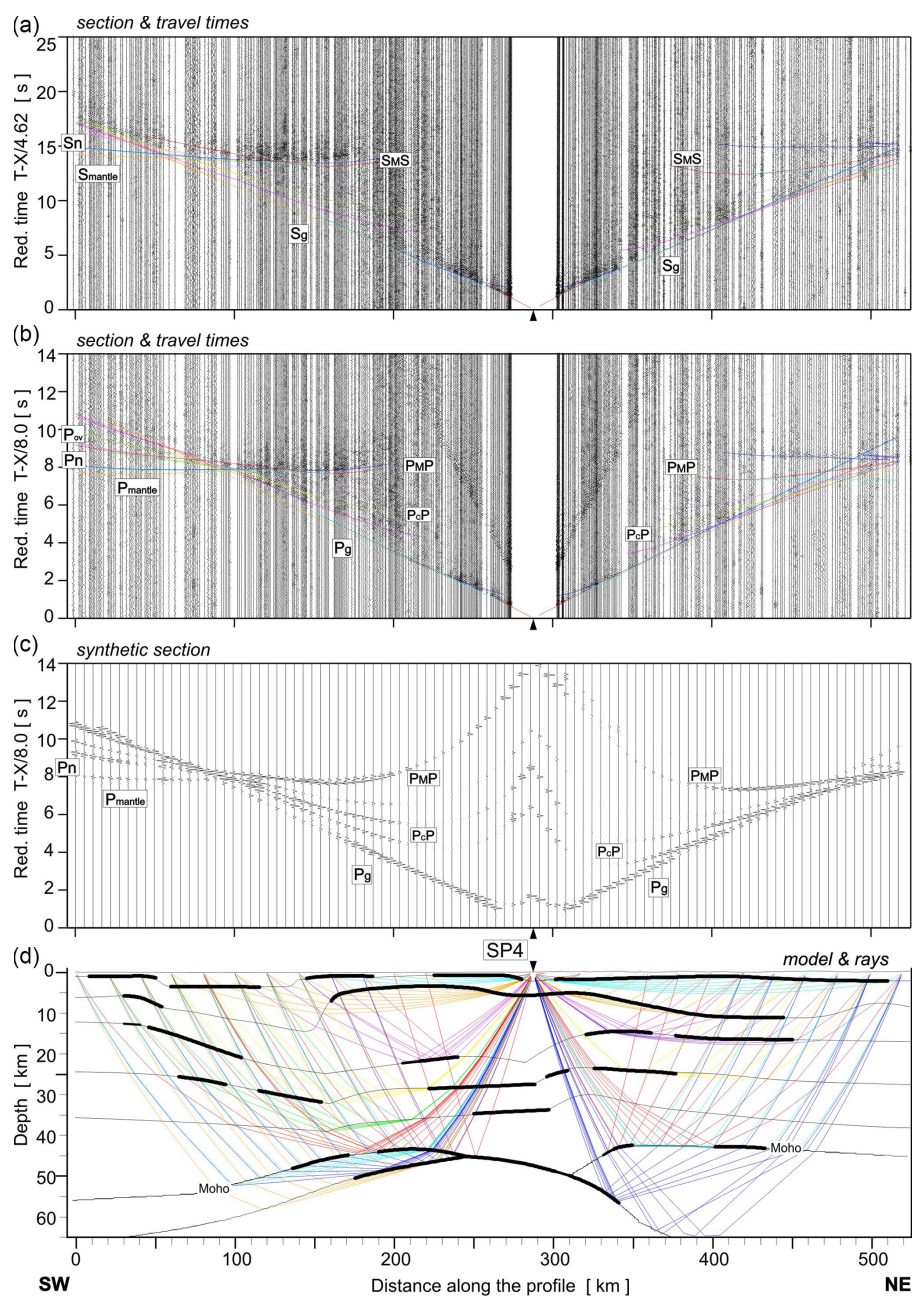 (a) section & travel times
25
20
15
10
5
0
Red. time T-X/4.62 [ s ]
Sn
Smantle
SMS
Sg
SMS
Sg
(b) section & travel times
14
12
10
8
6
4
2
0
Red. time T-X/8.0 [ s ]
Pov
Pn
Pmantle
PMP
PcP
Pg
PMP
PcP
(c) synthetic section
14
12
10
8
6
4
2
0
Red. time T-X/8.0 [ s ]
Pn
Pmantle
PMP
PcP
Pg
PMP
PcP
Pg
(d) SP4 model & rays
0
10
20
30
40
50
60
Depth [ km ]
Moho
Moho
0 100 200 300 400 500
SW Distance along the profile [ km ] NE